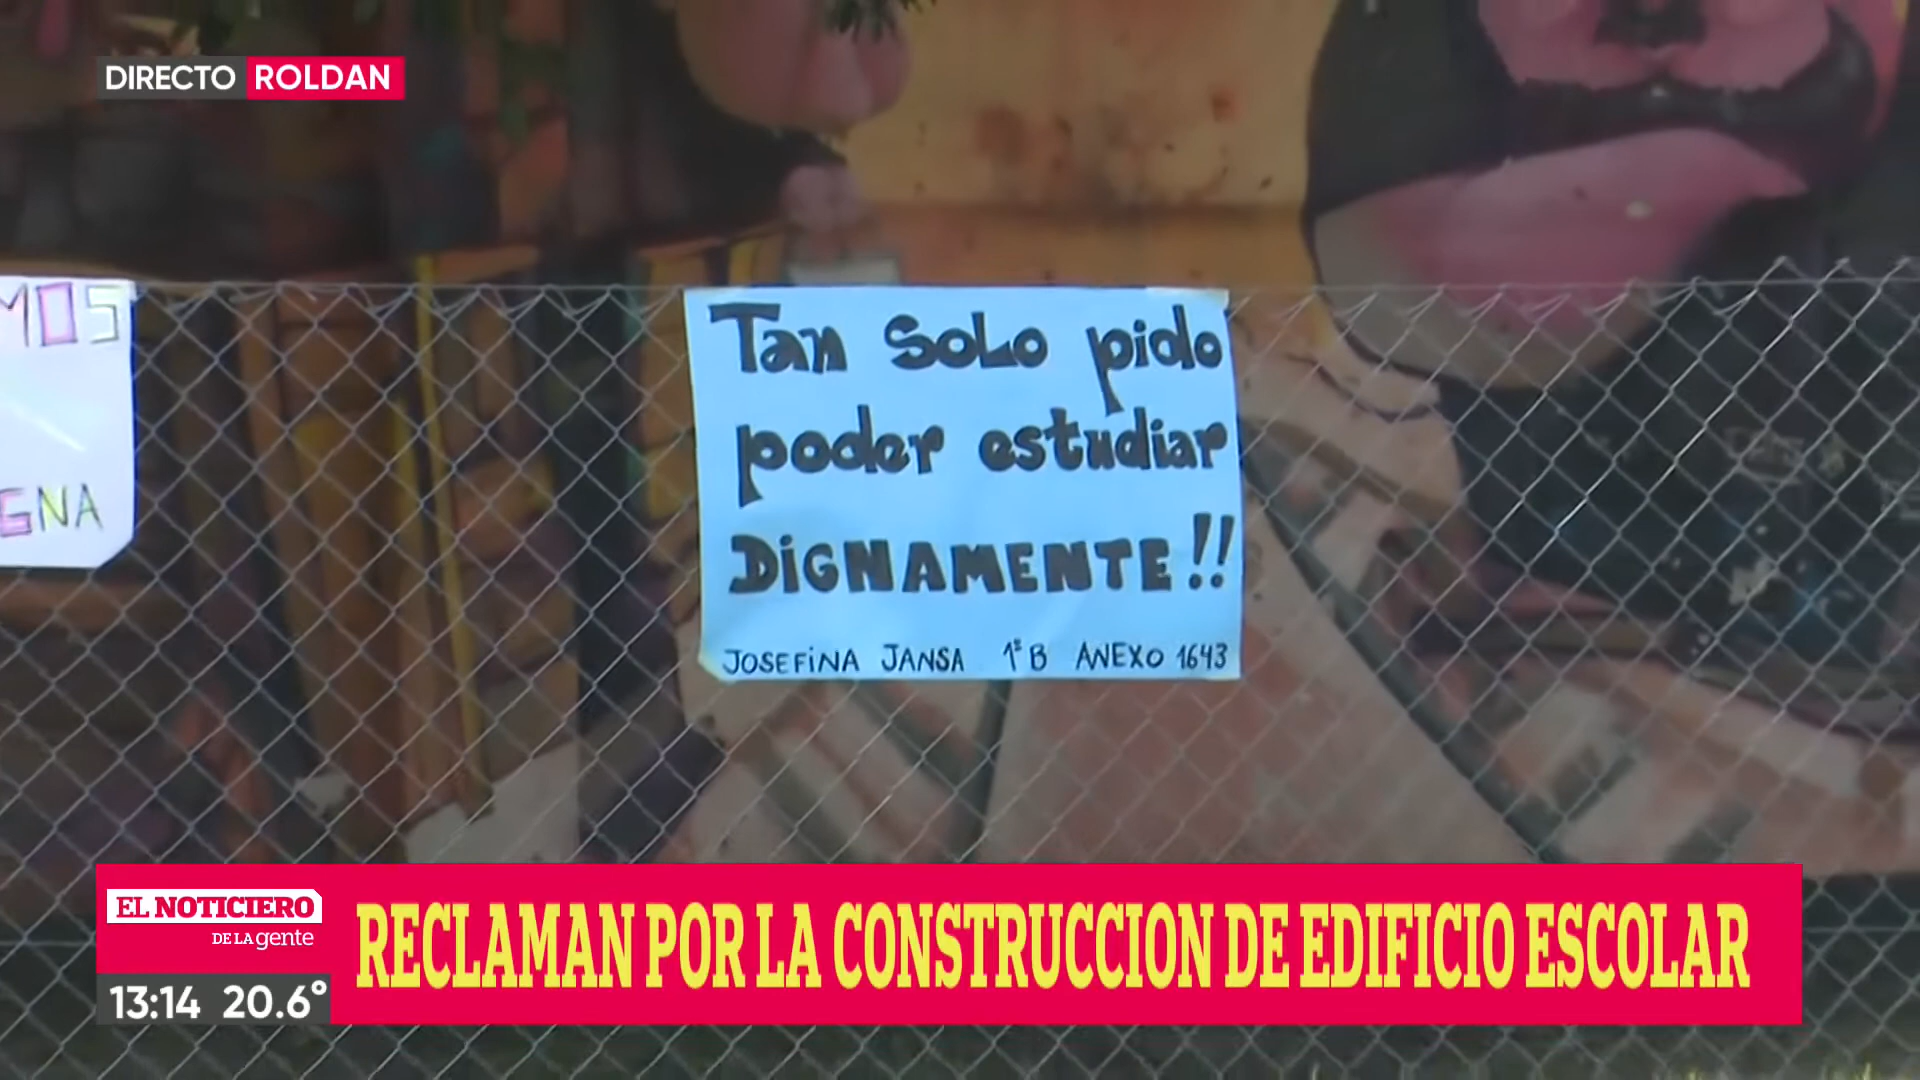 DIRECTO ROLDAN
MOS
GNA
Tan SoLo pido
poder estudiar
DiGNAMENTE!!
JOSEFiNA JANSA 1°B ANEXO 1643
EL NOTICIERO
DE LA gente
RECLAMAN POR LA CONSTRUCCION DE EDIFICIO ESCOLAR
13:14 20.6°